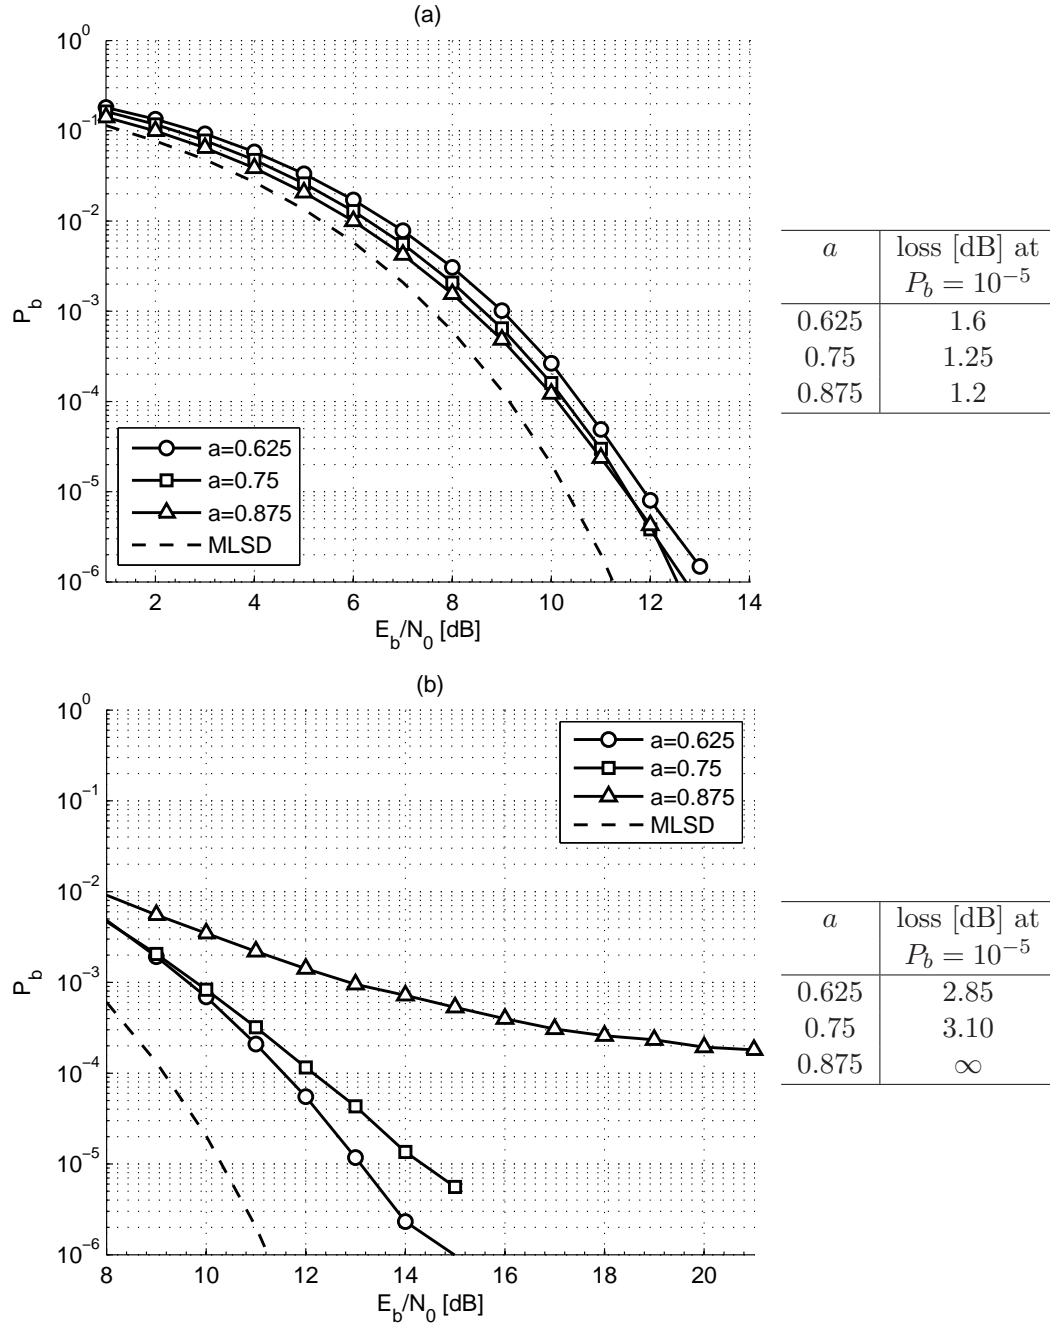 (a)
10^0
10^-1
10^-2
10^-3
10^-4
10^-5
10^-6
P_b
2 4 6 8 10 12 14
E_b/N_0 [dB]
a=0.625
a=0.75
a=0.875
MLSD
a loss [dB] at
P_b = 10^-5
0.625 1.6
0.75 1.25
0.875 1.2
(b)
10^0
10^-1
10^-2
10^-3
10^-4
10^-5
10^-6
P_b
8 10 12 14 16 18 20
E_b/N_0 [dB]
a=0.625
a=0.75
a=0.875
MLSD
a loss [dB] at
P_b = 10^-5
0.625 2.85
0.75 3.10
0.875 ∞